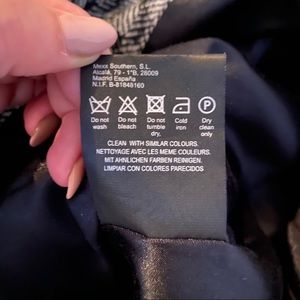 Mexx Southern, S.L.
Alcalá, 79 - 1ºB, 28009
Madrid España
N.I.F. B-81846160
Do not wash
Do not bleach
Do not tumble dry,
Cold iron
Dry clean only
P
CLEAN WITH SIMILAR COLOURS.
NETTOYAGE AVEC LES MEME COULEURS.
MIT AHNLICHEN FARBEN REINIGEN.
LIMPIAR CON COLORES PARECIDOS